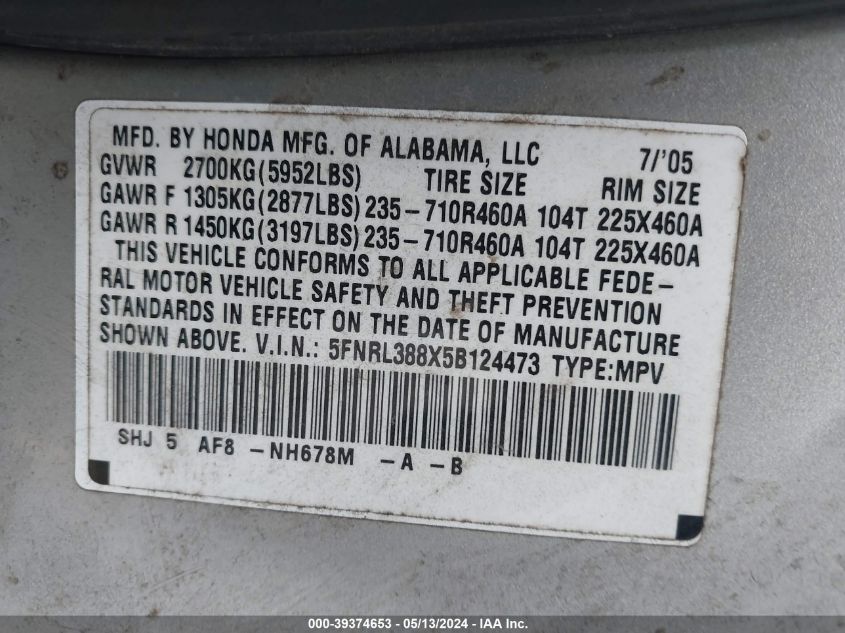 MFD. BY HONDA MFG. OF ALABAMA, LLC 7/'05
GVWR 2700KG(5952LBS) TIRE SIZE RIM SIZE
GAWR F 1305KG(2877LBS) 235-710R460A 104T 225X460A
GAWR R 1450KG(3197LBS) 235-710R460A 104T 225X460A
THIS VEHICLE CONFORMS TO ALL APPLICABLE FEDE-
RAL MOTOR VEHICLE SAFETY AND THEFT PREVENTION
STANDARDS IN EFFECT ON THE DATE OF MANUFACTURE
SHOWN ABOVE. V.I.N.: 5FNRL388X5B124473 TYPE:MPV
SHJ 5 AF8 -NH678M -A -B
000-39374653 - 05/13/2024 - IAA Inc.